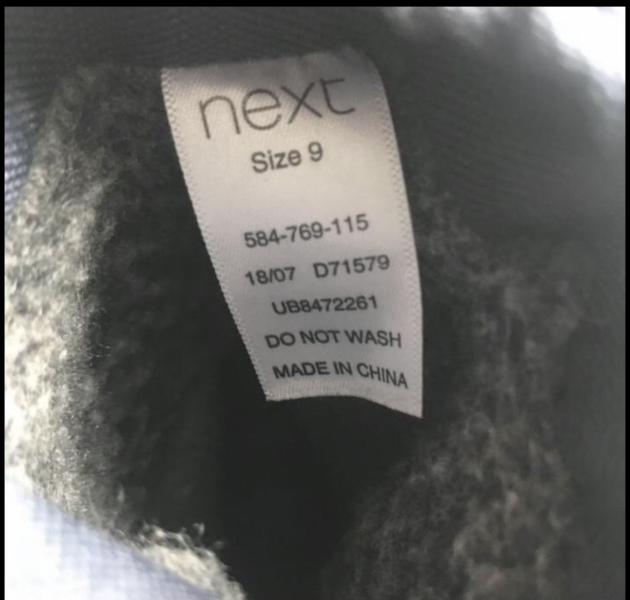 next
Size 9
584-769-115
18/07 D71579
UB8472261
DO NOT WASH
MADE IN CHINA